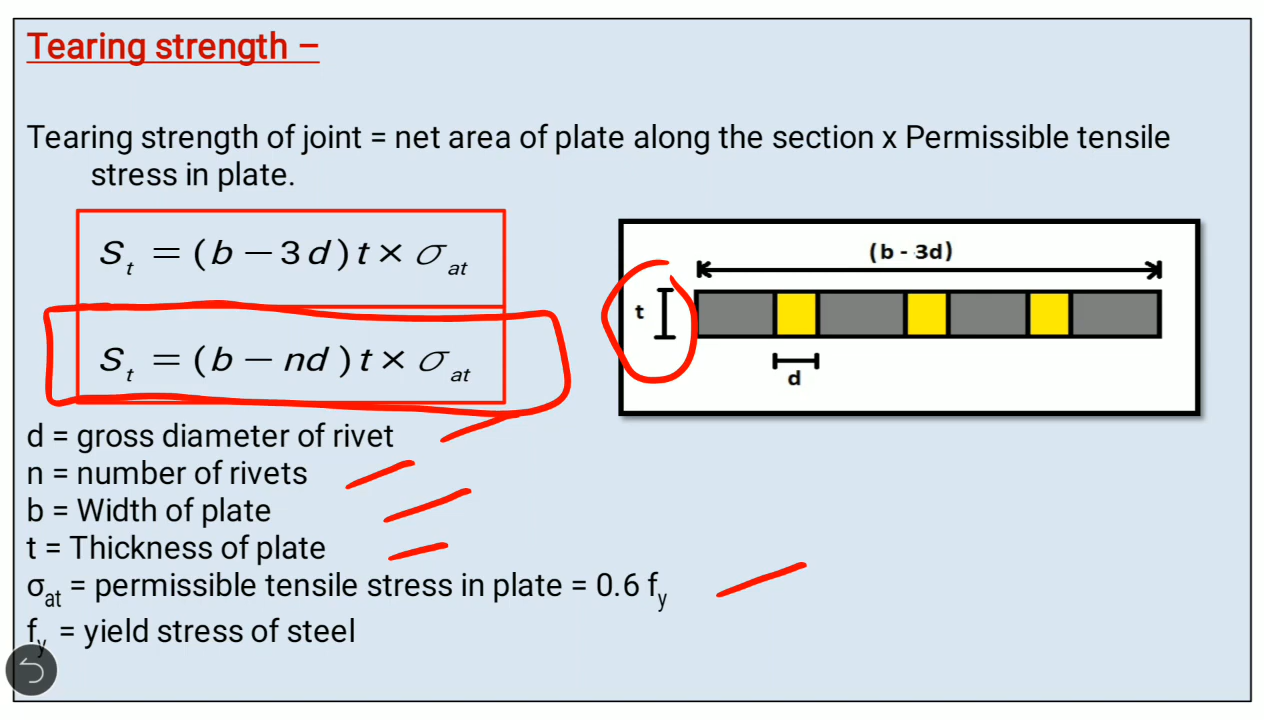 Tearing strength –
Tearing strength of joint = net area of plate along the section x Permissible tensile
stress in plate.
S_t = (b − 3d)t × σ_at
S_t = (b − nd)t × σ_at
(b - 3d)
t
d
d = gross diameter of rivet
n = number of rivets
b = Width of plate
t = Thickness of plate
σ_at = permissible tensile stress in plate = 0.6 f_y
f_y = yield stress of steel